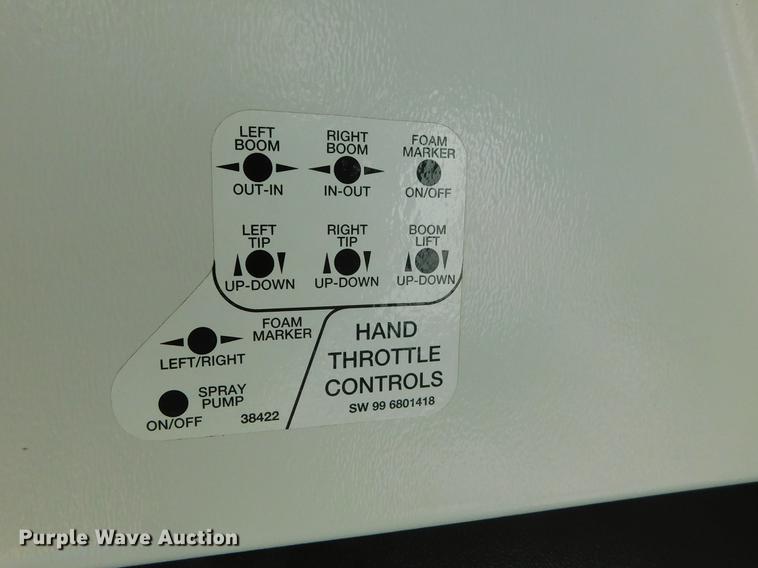 LEFT BOOM
OUT-IN
RIGHT BOOM
IN-OUT
FOAM MARKER
ON/OFF
LEFT TIP
UP-DOWN
RIGHT TIP
UP-DOWN
BOOM LIFT
UP-DOWN
FOAM MARKER
LEFT/RIGHT
SPRAY PUMP
ON/OFF
38422
HAND
THROTTLE
CONTROLS
SW 99 6801418
Purple Wave Auction